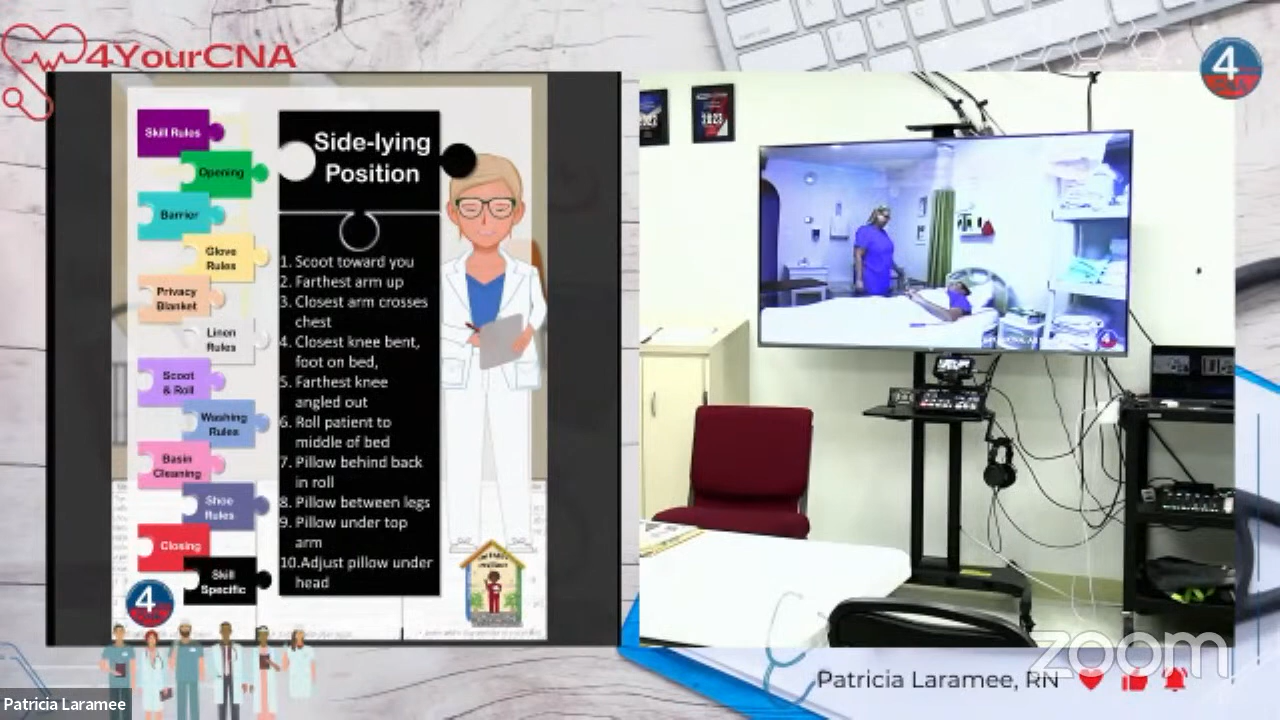 4YourCNA
4
Skill Rules
Opening
Barrier
Glove
Rules
Privacy
Blanket
Linen
Rules
Scoot
& Roll
Washing
Rules
Basin
Cleaning
Shoe
Rules
Closing
Skill
Specific
4
Side-lying
Position
1. Scoot toward you
2. Farthest arm up
3. Closest arm crosses
chest
4. Closest knee bent,
foot on bed,
5. Farthest knee
angled out
6. Roll patient to
middle of bed
7. Pillow behind back
in roll
8. Pillow between legs
9. Pillow under top
arm
10.Adjust pillow under
head
2023
zoom
Patricia Laramee, RN
Patricia Laramee